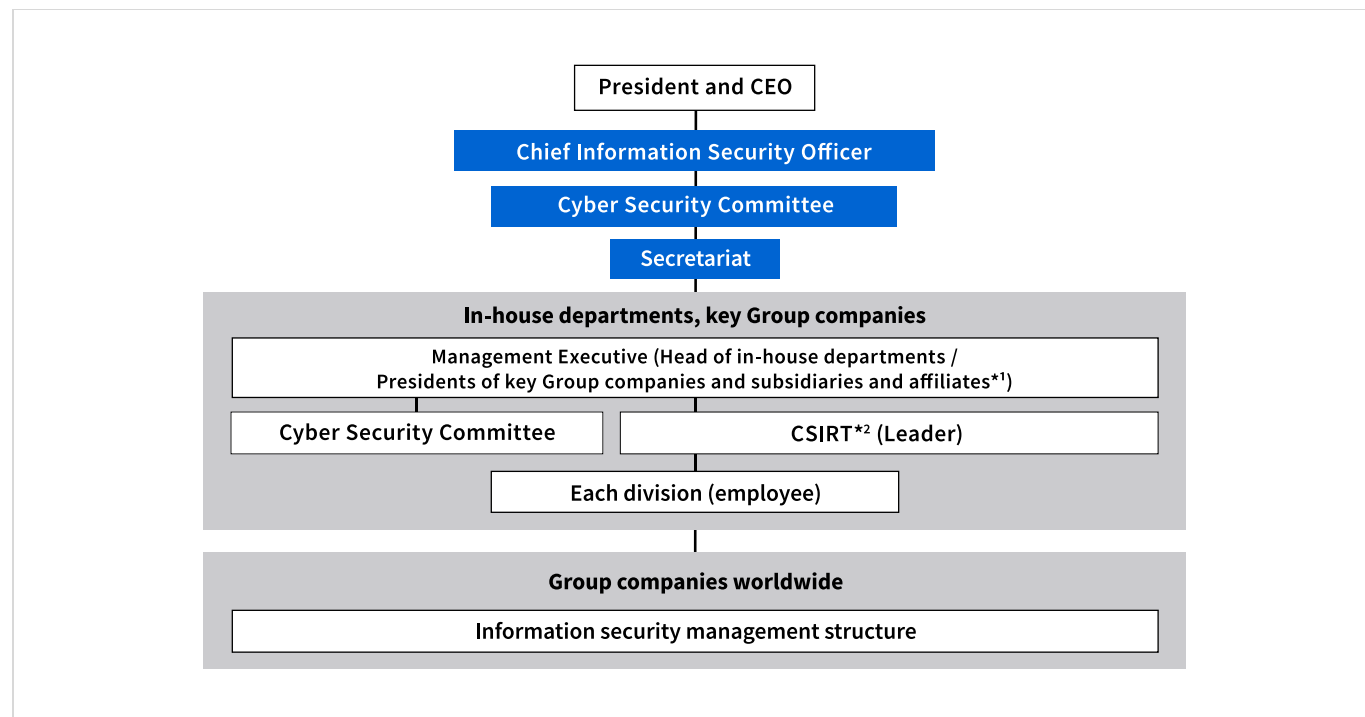 President and CEO
Chief Information Security Officer
Cyber Security Committee
Secretariat
In-house departments, key Group companies
Management Executive (Head of in-house departments /
Presidents of key Group companies and subsidiaries and affiliates*¹)
Cyber Security Committee
CSIRT*² (Leader)
Each division (employee)
Group companies worldwide
Information security management structure